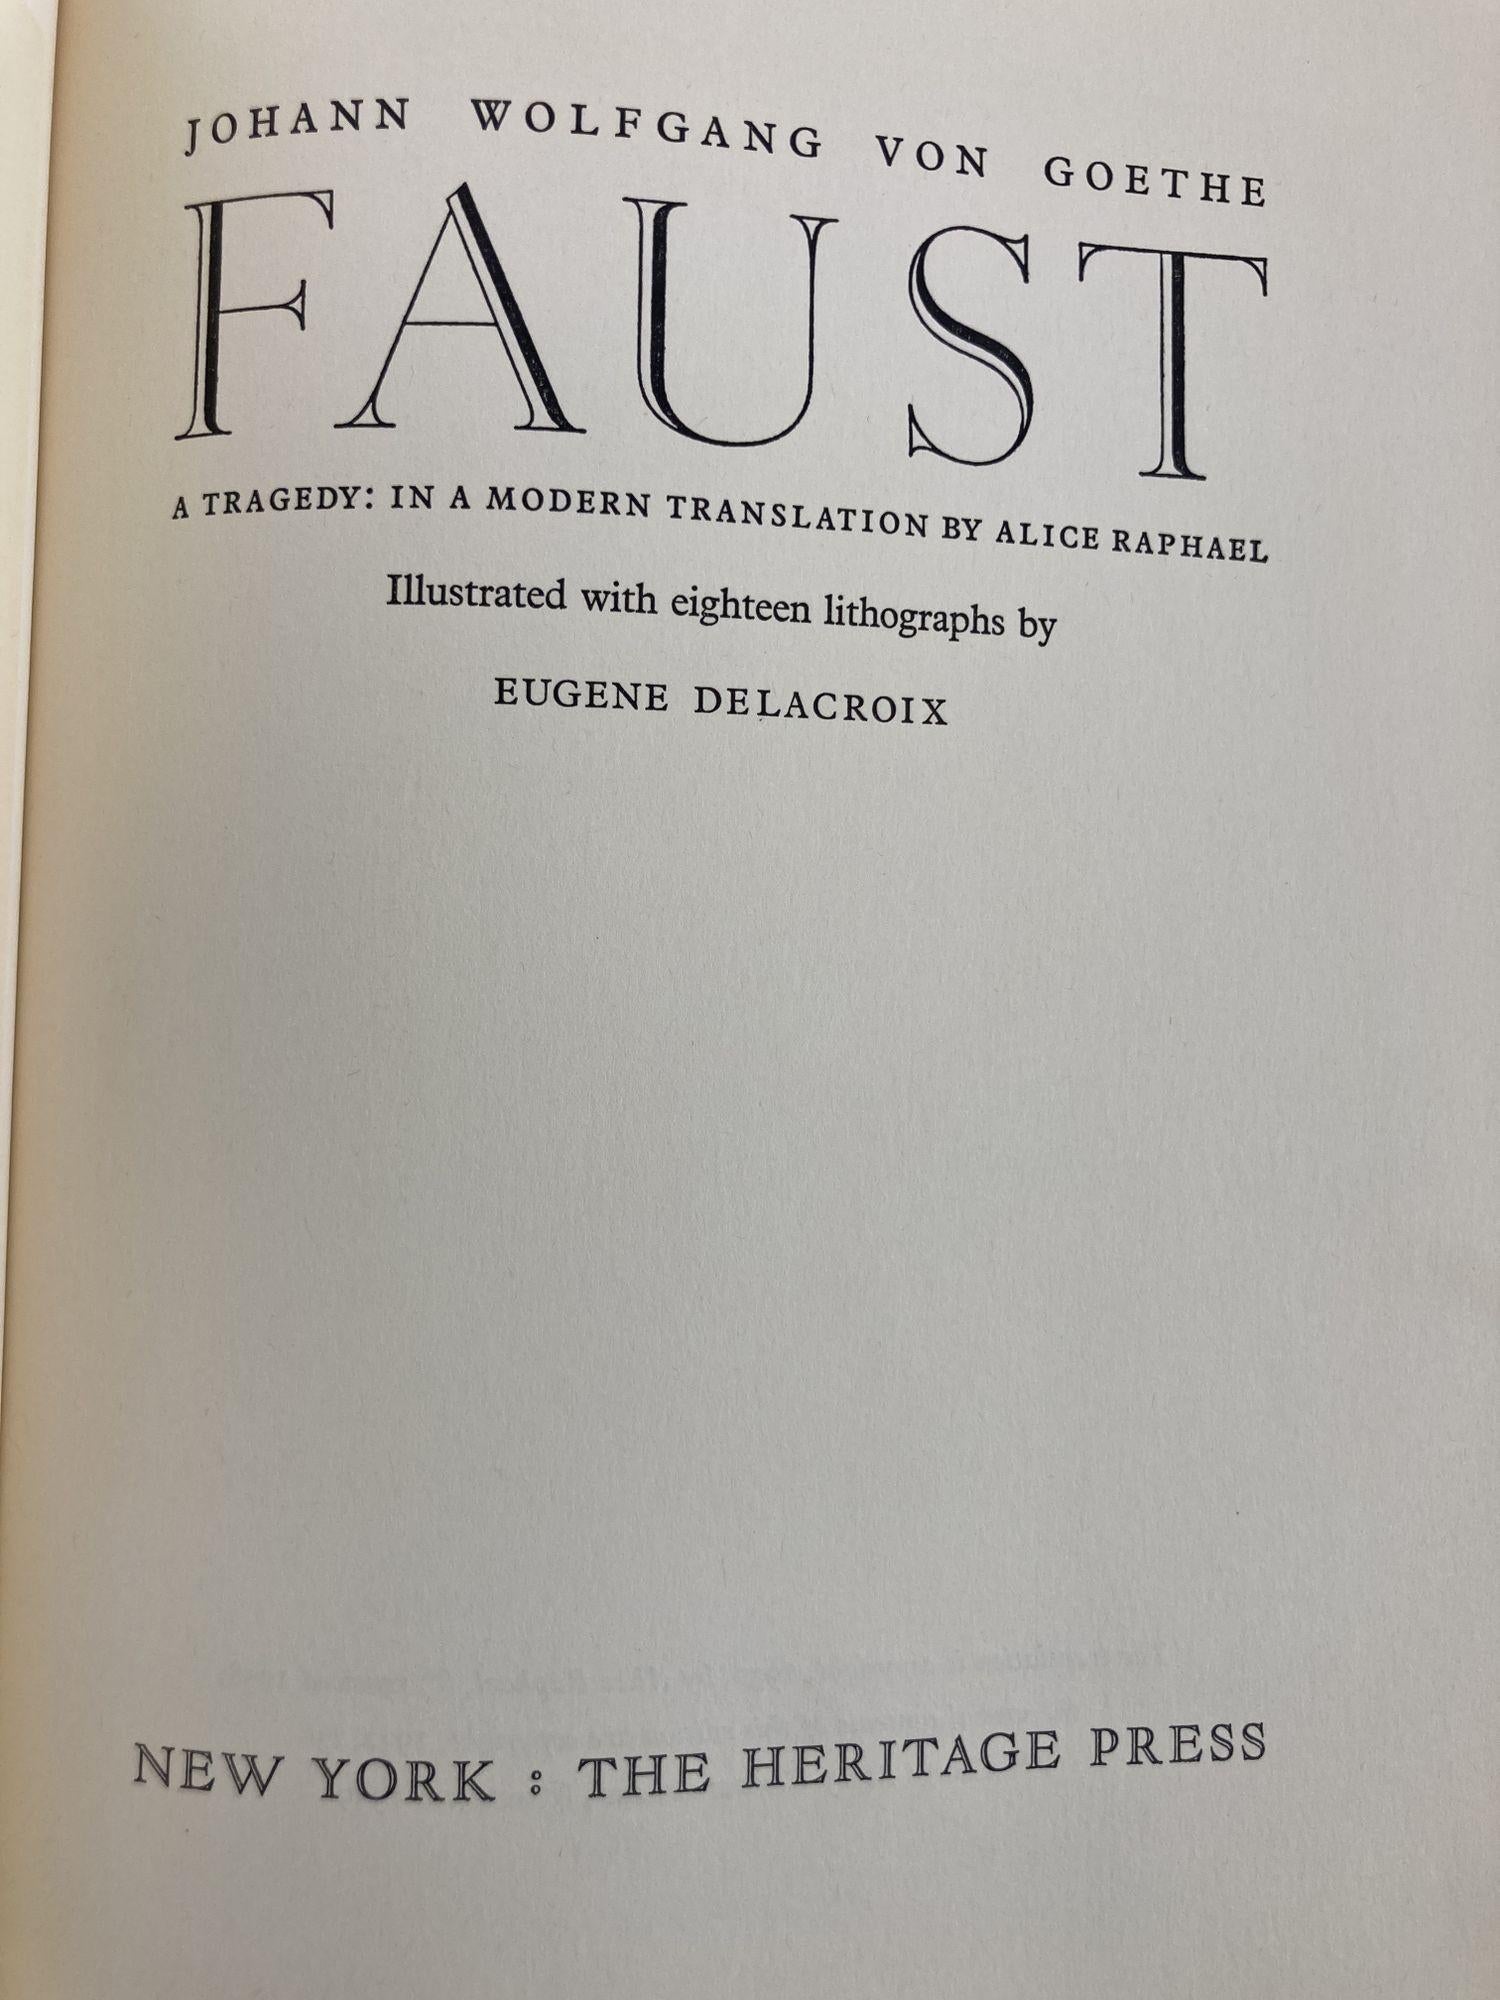 JOHANN WOLFGANG VON GOETHE
FAUST
A TRAGEDY: IN A MODERN TRANSLATION BY ALICE RAPHAEL
Illustrated with eighteen lithographs by
EUGENE DELACROIX
NEW YORK : THE HERITAGE PRESS